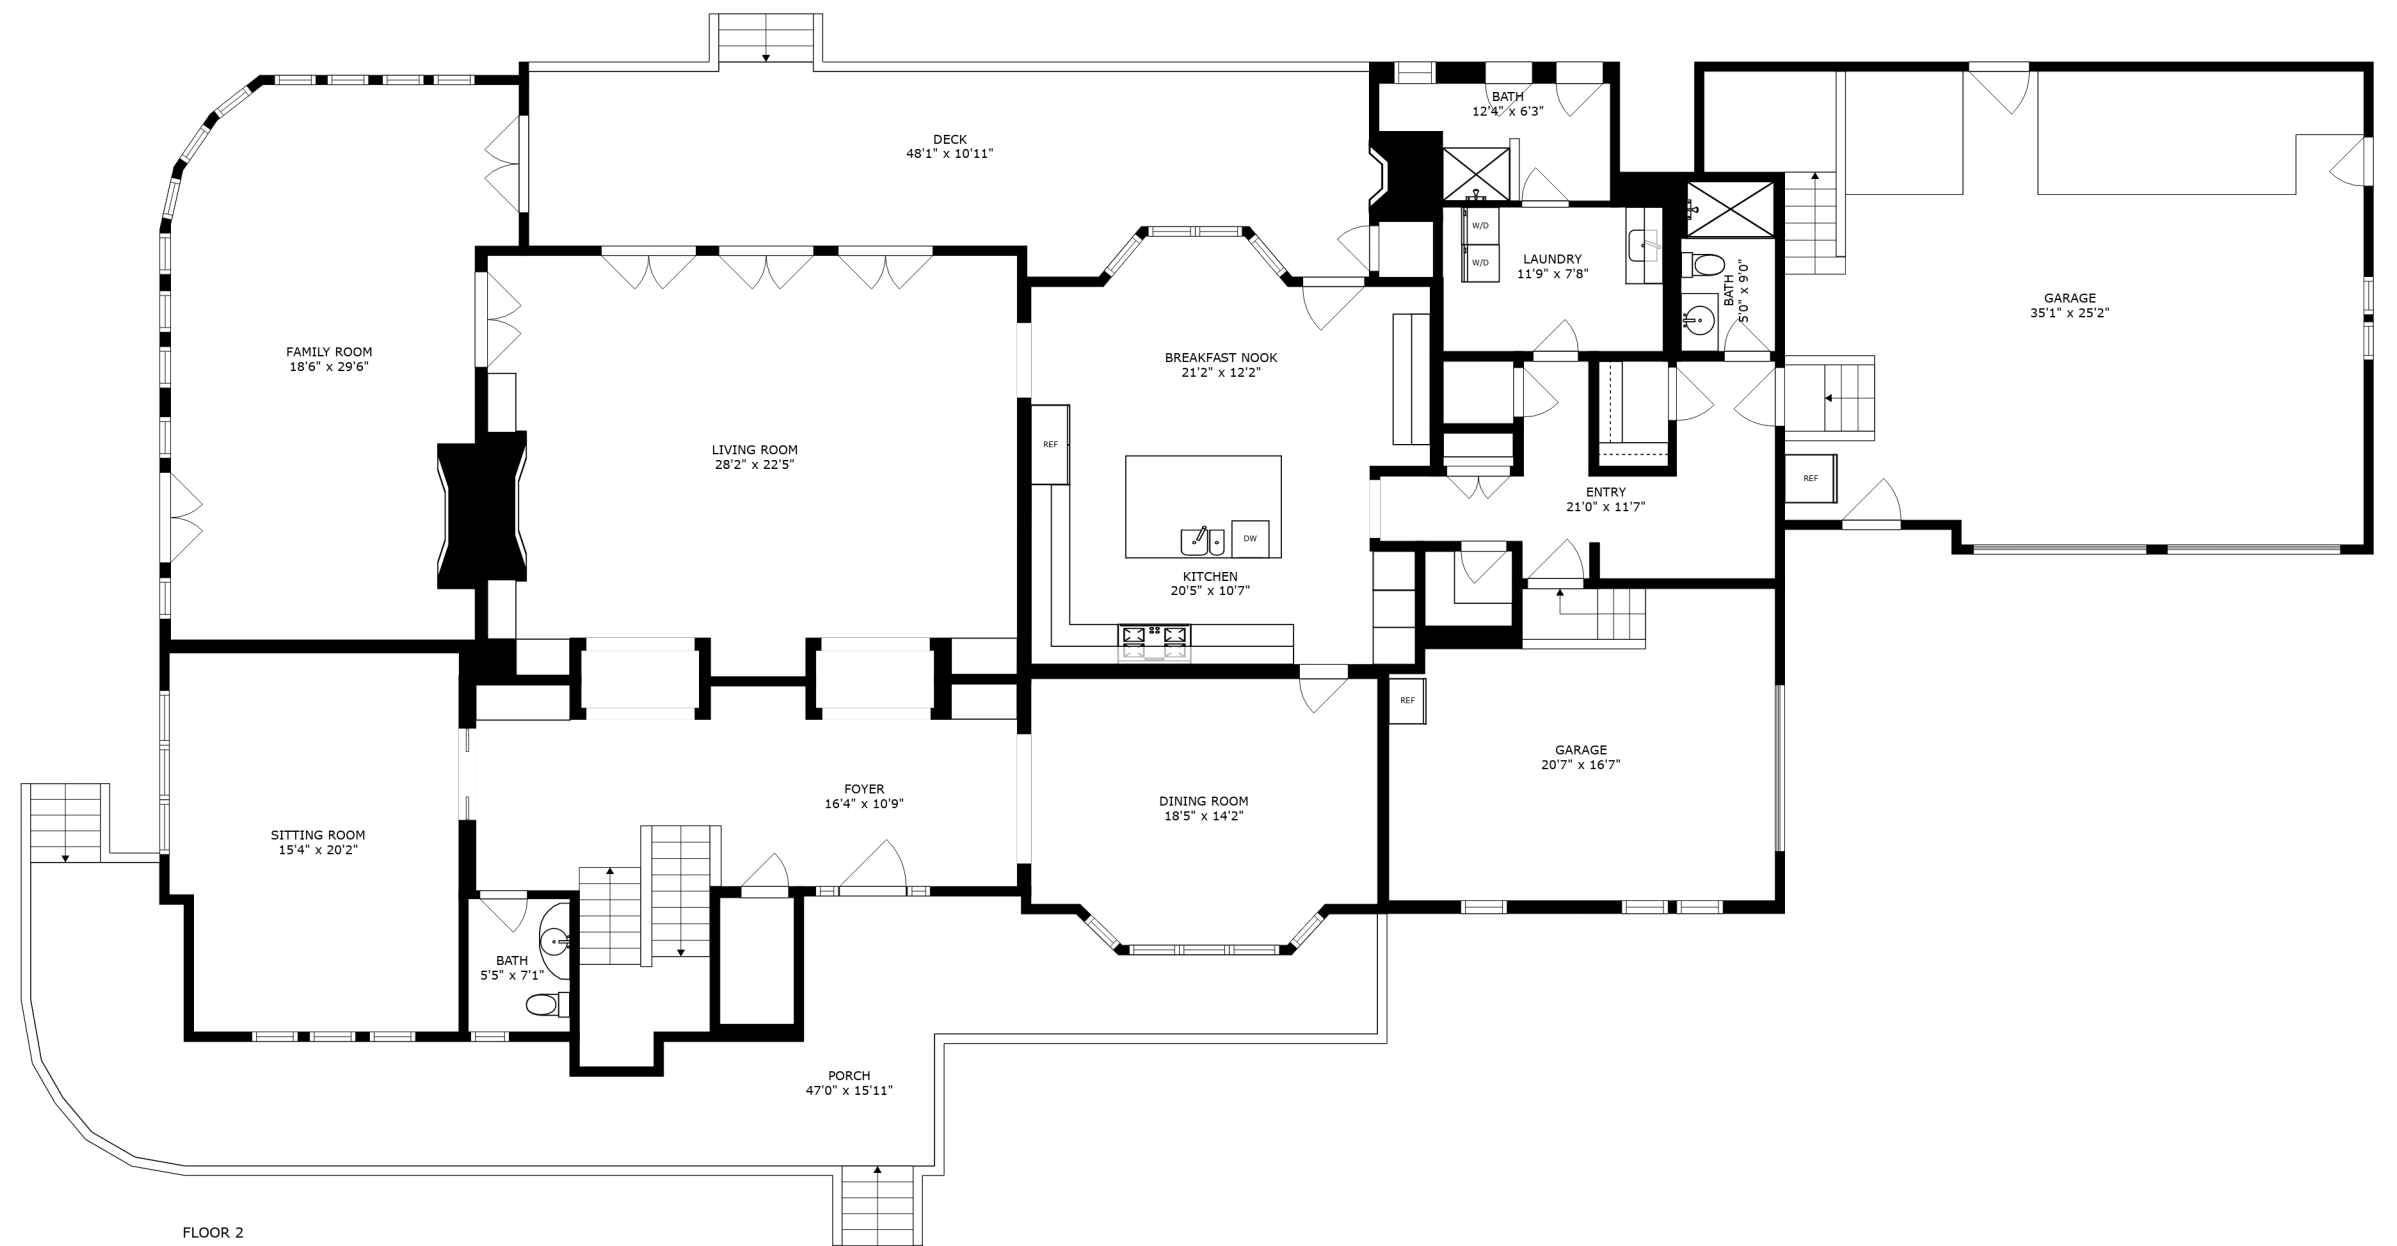 BATH
12'4" x 6'3"
DECK
48'1" x 10'11"
W/D
W/D
LAUNDRY
11'9" x 7'8"
BATH
5'0" x 9'0"
GARAGE
35'1" x 25'2"
FAMILY ROOM
18'6" x 29'6"
BREAKFAST NOOK
21'2" x 12'2"
REF
LIVING ROOM
28'2" x 22'5"
REF
ENTRY
21'0" x 11'7"
DW
KITCHEN
20'5" x 10'7"
REF
GARAGE
20'7" x 16'7"
FOYER
16'4" x 10'9"
DINING ROOM
18'5" x 14'2"
SITTING ROOM
15'4" x 20'2"
BATH
5'5" x 7'1"
PORCH
47'0" x 15'11"
FLOOR 2